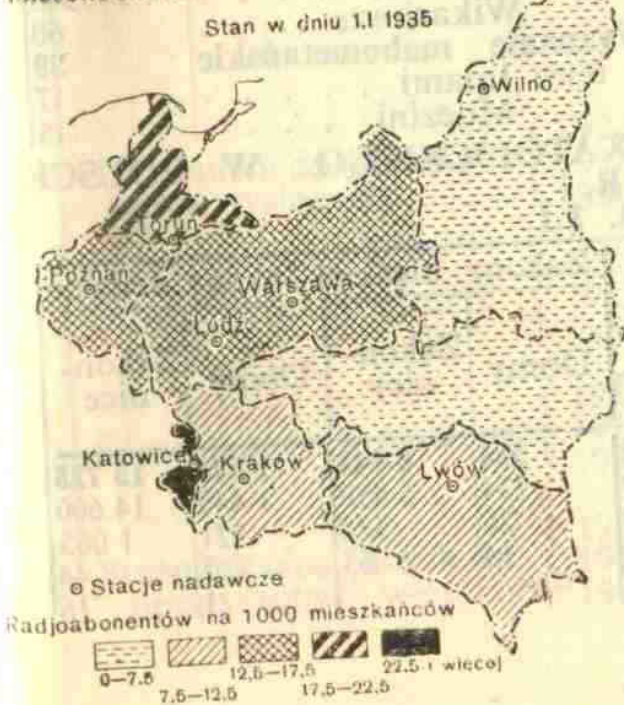 Stan w dniu 1.I 1935
Wilno
Toruń
Poznań
Warszawa
Łódź
Katowice
Kraków
Lwów
Stacje nadawcze
Radjoabonentów na 1000 mieszkańców
0—7.5
7,5—12,5
12,5—17,5
17,5—22,5
22,5 i więcej